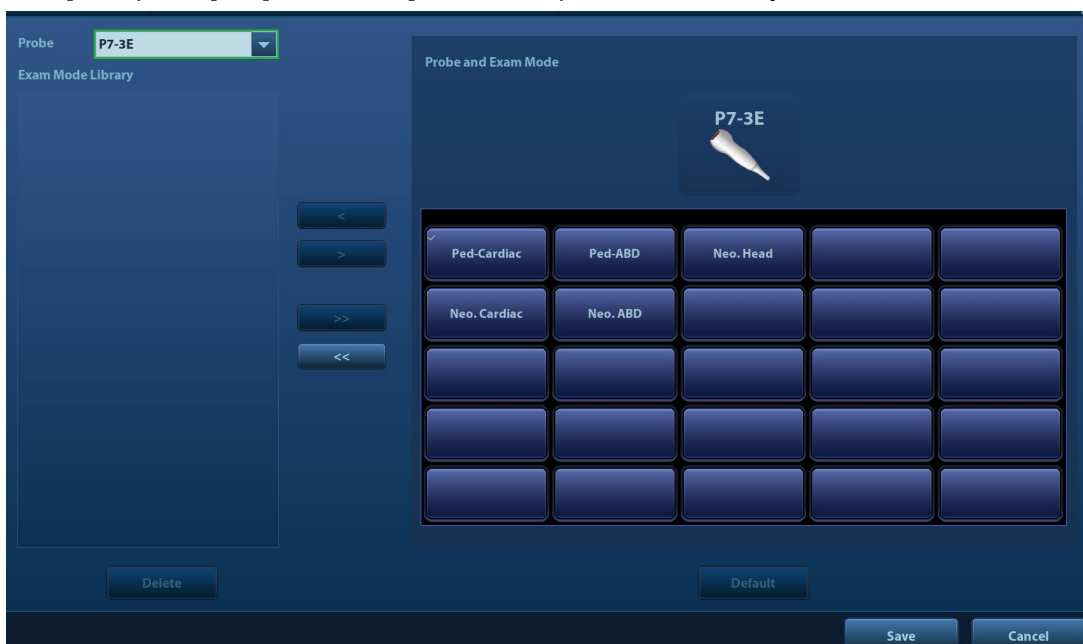 Probe P7-3E
Exam Mode Library
Probe and Exam Mode
P7-3E
<
>
>>
<<
Ped-Cardiac Ped-ABD Neo. Head
Neo. Cardiac Neo. ABD
Delete
Default
Save Cancel